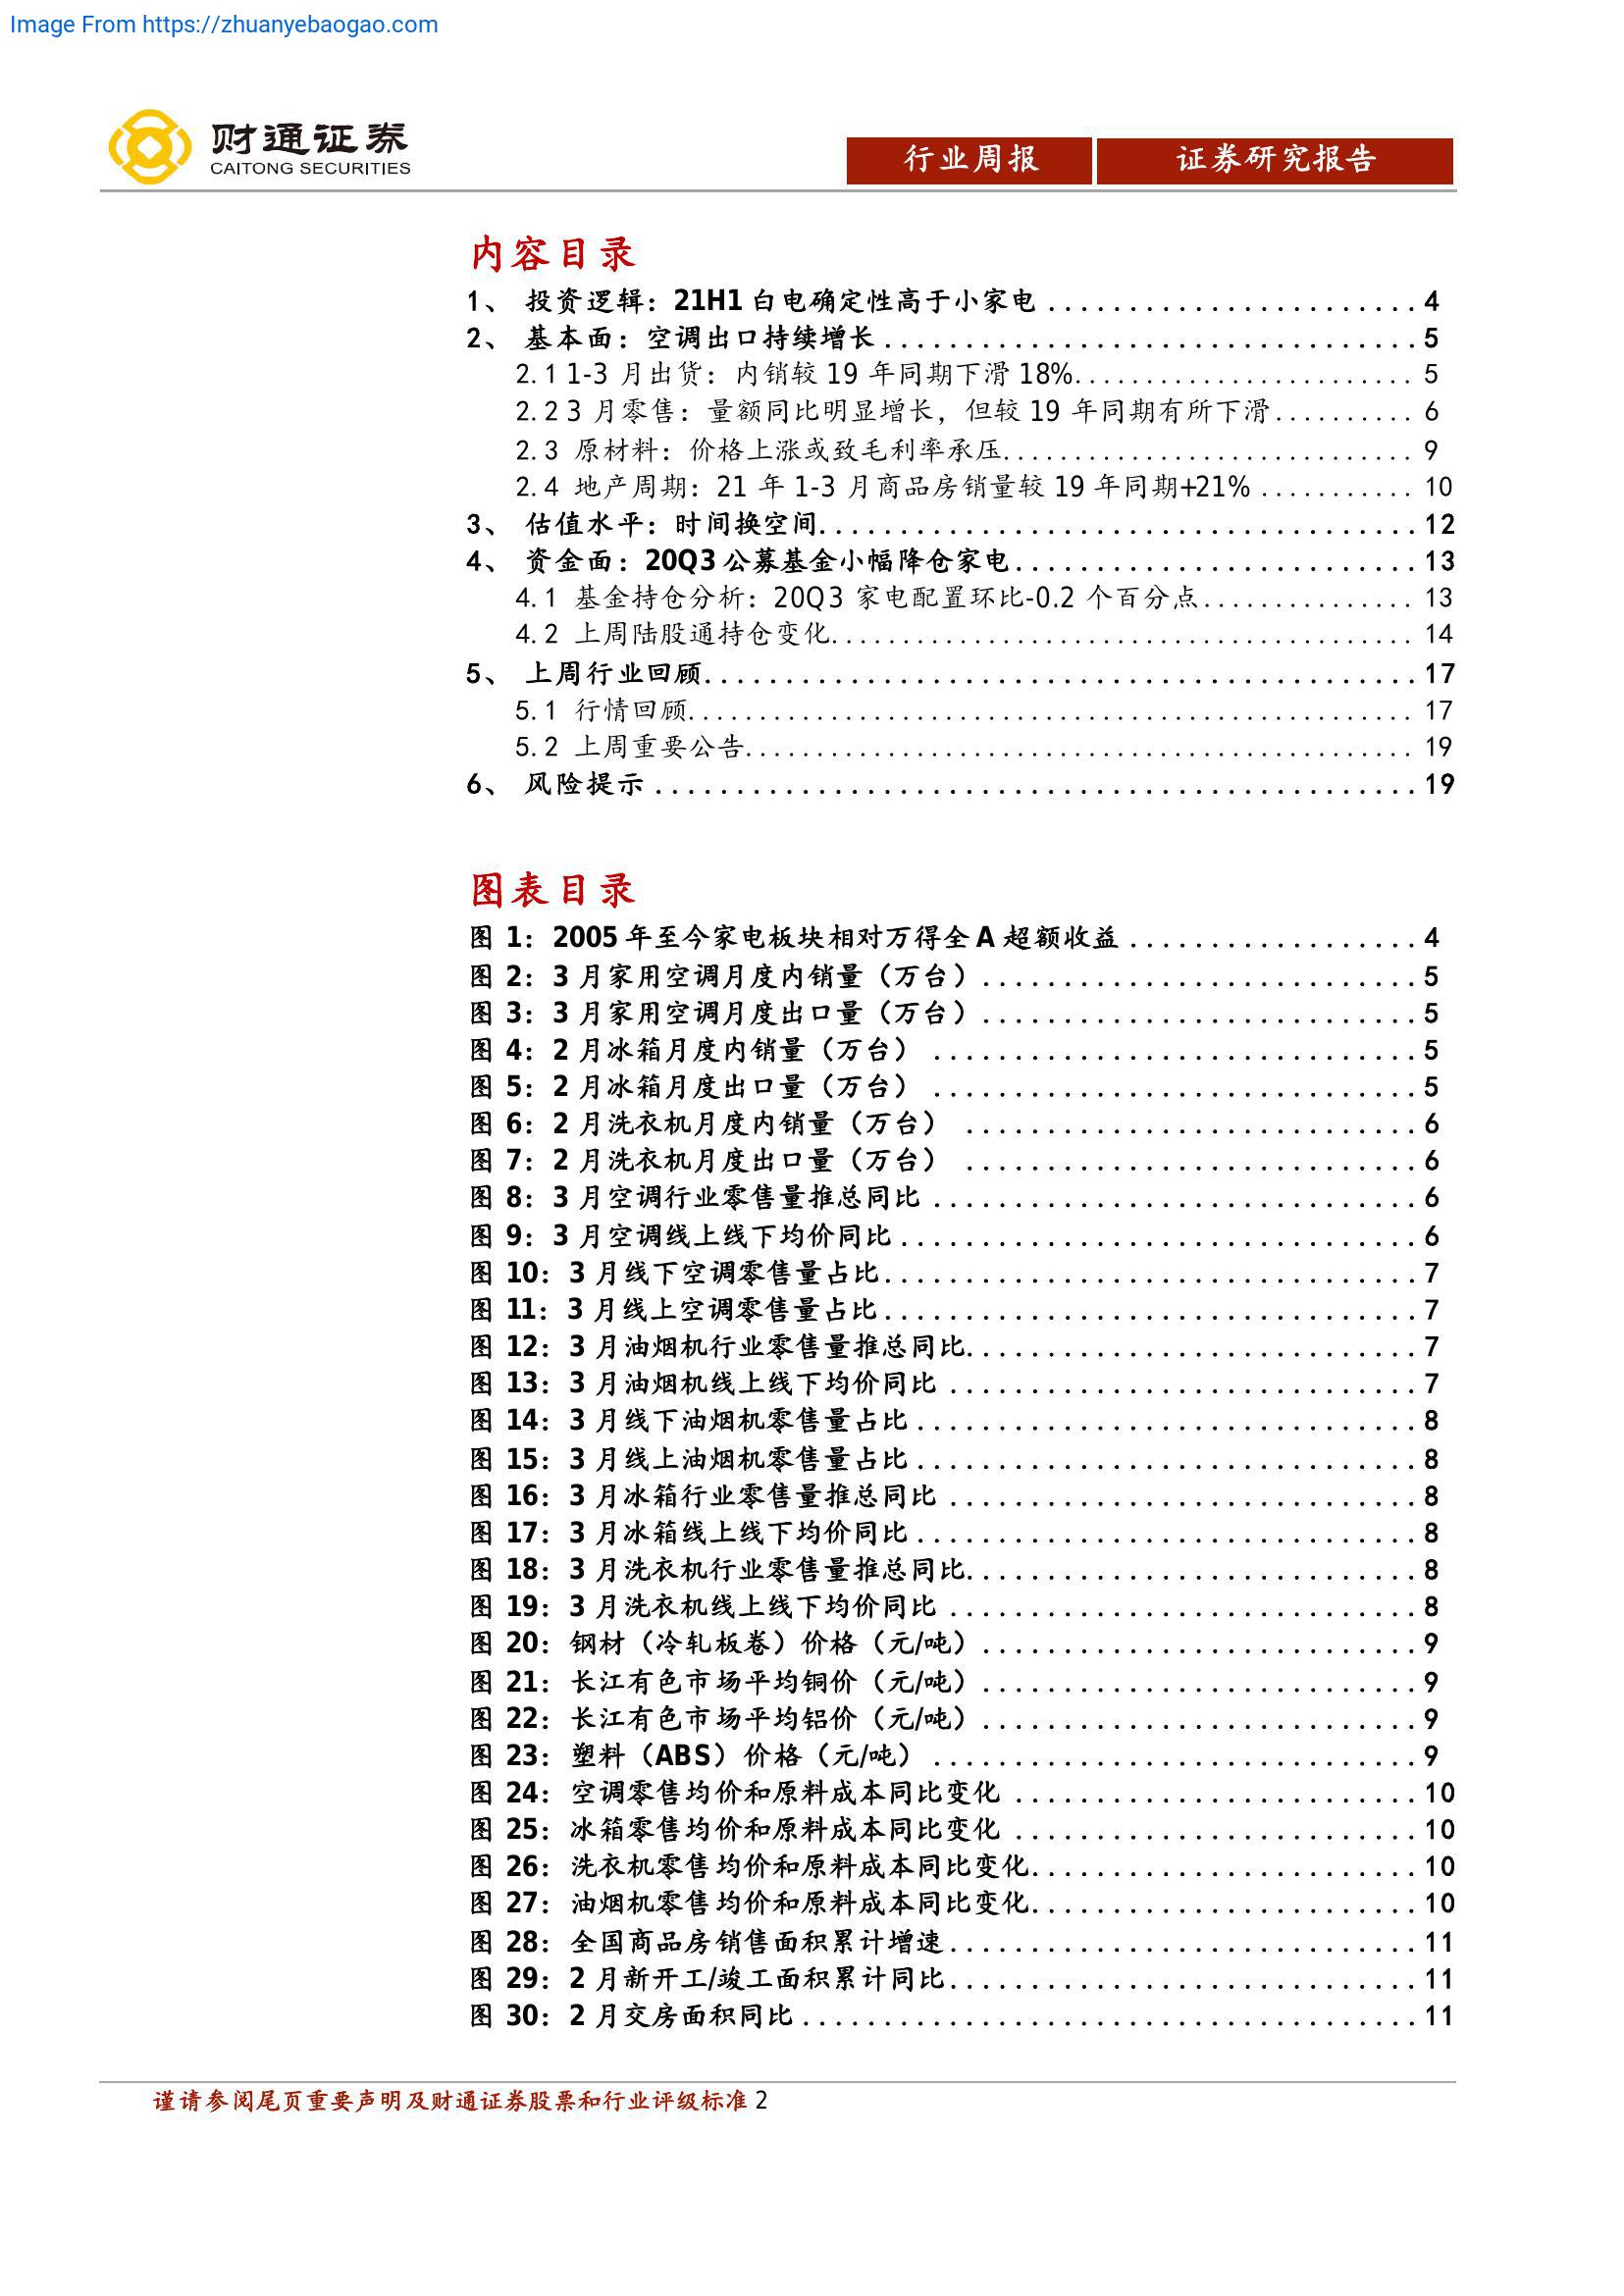 Image From https://zhuanyebaogao.com
财通证券
CAITONG SECURITIES
行业周报 证券研究报告
内容目录
1、 投资逻辑：21H1 白电确定性高于小家电 ....................... 4
2、 基本面：空调出口持续增长 ................................. 5
2.1 1-3 月出货：内销较 19 年同期下滑 18%........................ 5
2.2 3 月零售：量额同比明显增长，但较 19 年同期有所下滑.......... 6
2.3 原材料：价格上涨或致毛利率承压............................. 9
2.4 地产周期：21 年 1-3 月商品房销量较 19 年同期+21% ........... 10
3、 估值水平：时间换空间..................................... 12
4、 资金面：20Q3 公募基金小幅降仓家电......................... 13
4.1 基金持仓分析：20Q3 家电配置环比-0.2 个百分点............... 13
4.2 上周陆股通持仓变化......................................... 14
5、 上周行业回顾............................................. 17
5.1 行情回顾................................................... 17
5.2 上周重要公告............................................... 19
6、 风险提示 ................................................ 19
图表目录
图 1：2005 年至今家电板块相对万得全 A 超额收益 .................. 4
图 2：3 月家用空调月度内销量（万台）........................... 5
图 3：3 月家用空调月度出口量（万台）........................... 5
图 4：2 月冰箱月度内销量（万台） .............................. 5
图 5：2 月冰箱月度出口量（万台） .............................. 5
图 6：2 月洗衣机月度内销量（万台） ............................ 6
图 7：2 月洗衣机月度出口量（万台） ............................ 6
图 8：3 月空调行业零售量推总同比 .............................. 6
图 9：3 月空调线上线下均价同比 ................................ 6
图 10：3 月线下空调零售量占比................................. 7
图 11：3 月线上空调零售量占比................................. 7
图 12：3 月油烟机行业零售量推总同比............................ 7
图 13：3 月油烟机线上线下均价同比 ............................. 7
图 14：3 月线下油烟机零售量占比 ............................... 8
图 15：3 月线上油烟机零售量占比 ............................... 8
图 16：3 月冰箱行业零售量推总同比 ............................. 8
图 17：3 月冰箱线上线下均价同比 ............................... 8
图 18：3 月洗衣机行业零售量推总同比............................ 8
图 19：3 月洗衣机线上线下均价同比 ............................. 8
图 20：钢材（冷轧板卷）价格（元/吨）........................... 9
图 21：长江有色市场平均铜价（元/吨）........................... 9
图 22：长江有色市场平均铝价（元/吨）........................... 9
图 23：塑料（ABS）价格（元/吨） .............................. 9
图 24：空调零售均价和原料成本同比变化 ......................... 10
图 25：冰箱零售均价和原料成本同比变化 ......................... 10
图 26：洗衣机零售均价和原料成本同比变化........................ 10
图 27：油烟机零售均价和原料成本同比变化........................ 10
图 28：全国商品房销售面积累计增速............................. 11
图 29：2 月新开工/竣工面积累计同比............................. 11
图 30：2 月交房面积同比 ...................................... 11
谨请参阅尾页重要声明及财通证券股票和行业评级标准 2